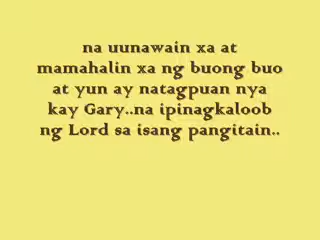 na uunawain xa at
mamahalin xa ng buong buo
at yun ay natagpuan nya
kay Gary..na ipinagkaloob
ng Lord sa isang pangitain..